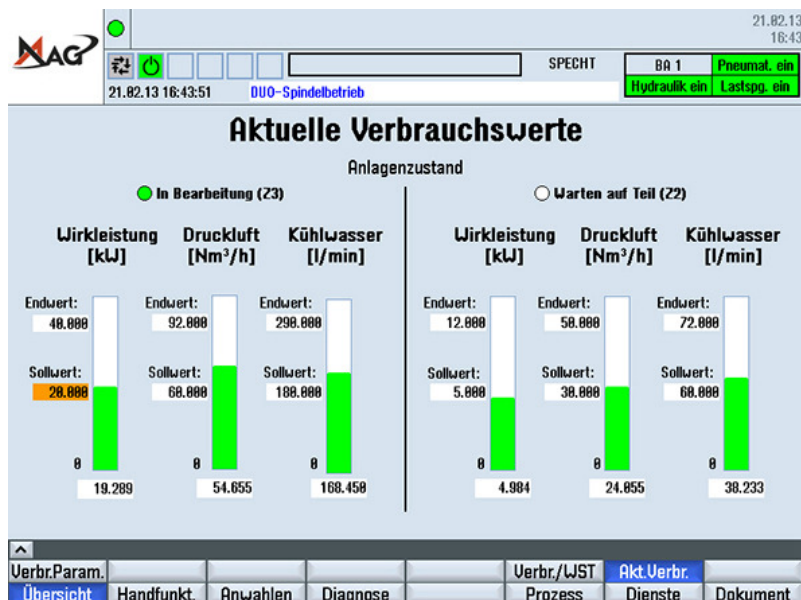 MAG
21.02.13
16:43
SPECHT
BA 1
Pneumat. ein
21.02.13 16:43:51
DUO-Spindelbetrieb
Hydraulik ein
Lastspg. ein
Aktuelle Verbrauchswerte
Anlagenzustand
In Bearbeitung (Z3)
Warten auf Teil (Z2)
Wirkleistung Druckluft Kühlwasser
[kW] [Nm³/h] [l/min]
Wirkleistung Druckluft Kühlwasser
[kW] [Nm³/h] [l/min]
Endwert: Endwert: Endwert:
40.000 92.000 290.000
Endwert: Endwert: Endwert:
12.000 50.000 72.000
Sollwert: Sollwert: Sollwert:
20.000 60.000 180.000
Sollwert: Sollwert: Sollwert:
5.000 30.000 60.000
0 0 0
0 0 0
19.289 54.655 168.450
4.984 24.055 38.233
Verbr.Param. Verbr./WST Akt.Verbr.
Übersicht Handfunkt. Anwahlen Diagnose Prozess Dienste Dokument